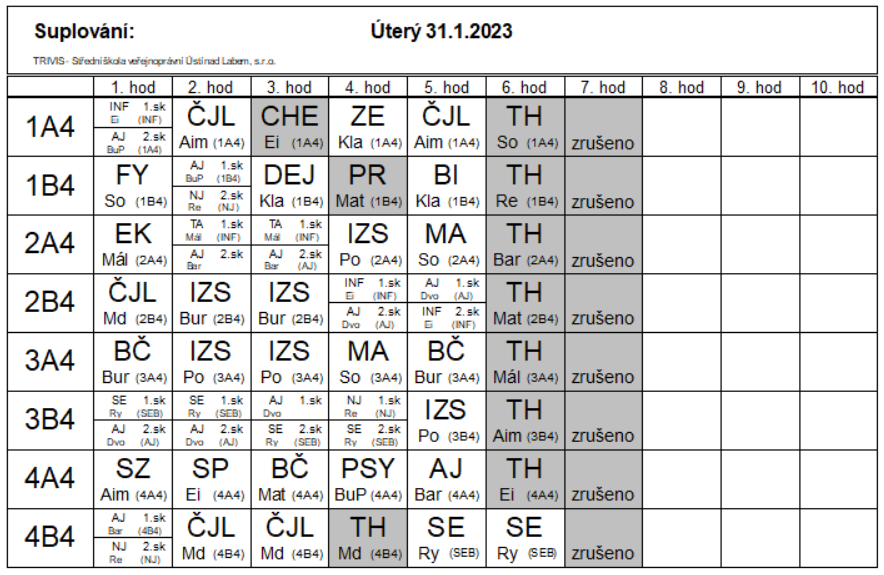 Suplování: Úterý 31.1.2023
TRIVIS - Střední škola veřejnoprávní Ústí nad Labem, s.r.o.
1. hod 2. hod 3. hod 4. hod 5. hod 6. hod 7. hod 8. hod 9. hod 10. hod
1A4
INF 1.sk
Ei (INF)
AJ 2.sk
BuP (1A4)
ČJL
Aim (1A4)
CHE
Ei (1A4)
ZE
Kla (1A4)
ČJL
Aim (1A4)
TH
So (1A4)
zrušeno
1B4
FY
So (1B4)
AJ 1.sk
BuP (1B4)
NJ 2.sk
Re (NJ)
DEJ
Kla (1B4)
PR
Mat (1B4)
BI
Kla (1B4)
TH
Re (1B4)
zrušeno
2A4
EK
Mál (2A4)
TA 1.sk
Mál (INF)
AJ 2.sk
Bar
TA 1.sk
Mál (INF)
AJ 2.sk
Bar (AJ)
IZS
Po (2A4)
MA
So (2A4)
TH
Bar (2A4)
zrušeno
2B4
ČJL
Md (2B4)
IZS
Bur (2B4)
IZS
Bur (2B4)
INF 1.sk
Ei (INF)
AJ 2.sk
Dvo (AJ)
AJ 1.sk
Dvo (AJ)
INF 2.sk
Ei (INF)
TH
Mat (2B4)
zrušeno
3A4
BČ
Bur (3A4)
IZS
Po (3A4)
IZS
Po (3A4)
MA
So (3A4)
BČ
Bur (3A4)
TH
Mál (3A4)
zrušeno
3B4
SE 1.sk
Ry (SEB)
AJ 2.sk
Dvo (AJ)
SE 1.sk
Ry (SEB)
AJ 2.sk
Dvo (AJ)
AJ 1.sk
Dvo
SE 2.sk
Ry (SEB)
NJ 1.sk
Re (NJ)
SE 2.sk
Ry (SEB)
IZS
Po (3B4)
TH
Aim (3B4)
zrušeno
4A4
SZ
Aim (4A4)
SP
Ei (4A4)
BČ
Mat (4A4)
PSY
BuP (4A4)
AJ
Bar (4A4)
TH
Ei (4A4)
zrušeno
4B4
AJ 1.sk
Bar (4B4)
NJ 2.sk
Re (NJ)
ČJL
Md (4B4)
ČJL
Md (4B4)
TH
Md (4B4)
SE
Ry (SEB)
SE
Ry (SEB)
zrušeno